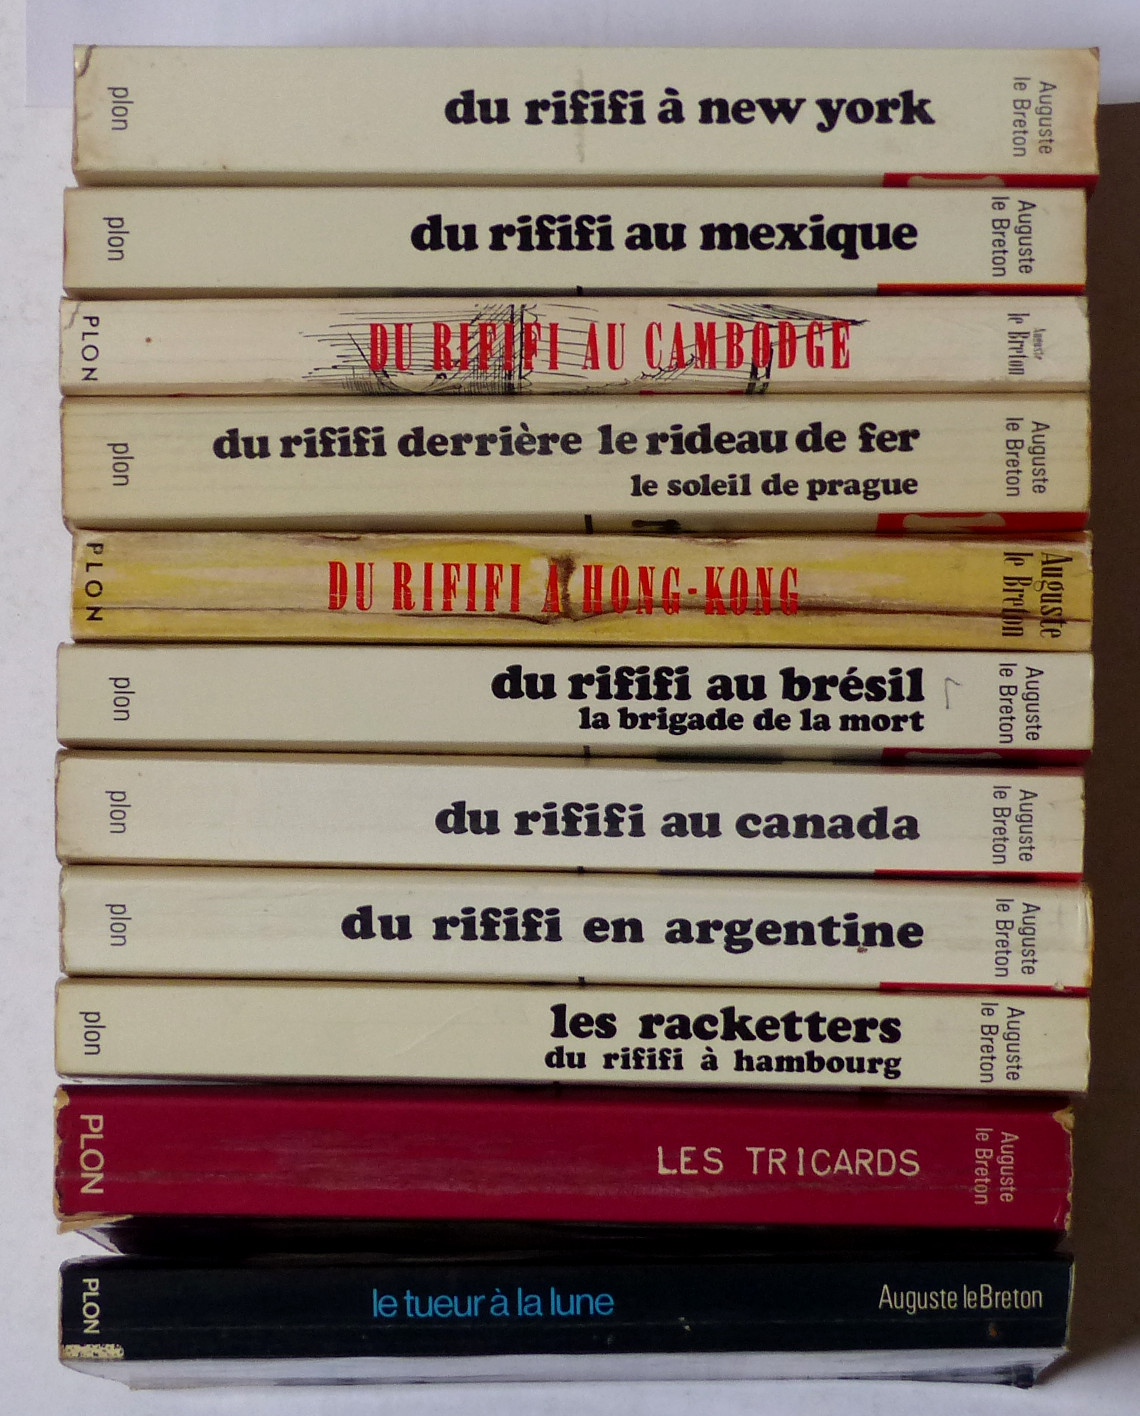 plon
du rififi à new york
Auguste
le Breton
plon
du rififi au mexique
Auguste
le Breton
PLON
DU RIFIFI AU CAMBODGE
Auguste
le Breton
plon
du rififi derrière le rideau de fer
le soleil de prague
Auguste
le Breton
PLON
DU RIFIFI A HONG-KONG
Auguste
le Breton
plon
du rififi au brésil
la brigade de la mort
Auguste
le Breton
plon
du rififi au canada
Auguste
le Breton
plon
du rififi en argentine
Auguste
le Breton
plon
les racketters
du rififi à hambourg
Auguste
le Breton
PLON
LES TRICARDS
Auguste
le Breton
PLON
le tueur à la lune
Auguste le Breton